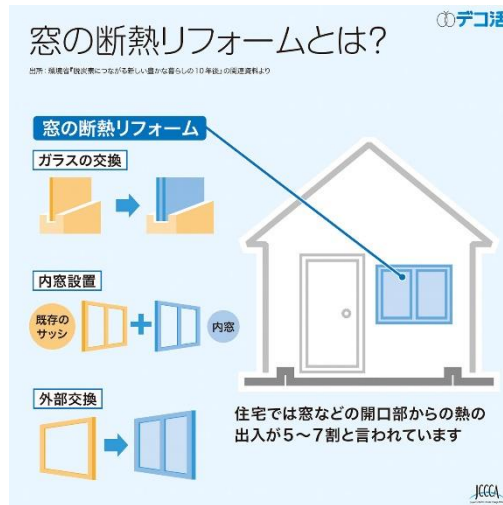 デコ活
窓の断熱リフォームとは?
出所:環境省『脱炭素につながる新しい豊かな暮らしの10年後』の関連資料より
窓の断熱リフォーム
ガラスの交換
内窓設置
既存の
サッシ
+
内窓
外部交換
住宅では窓などの開口部からの熱の
出入が5~7割と言われています
JCCCA